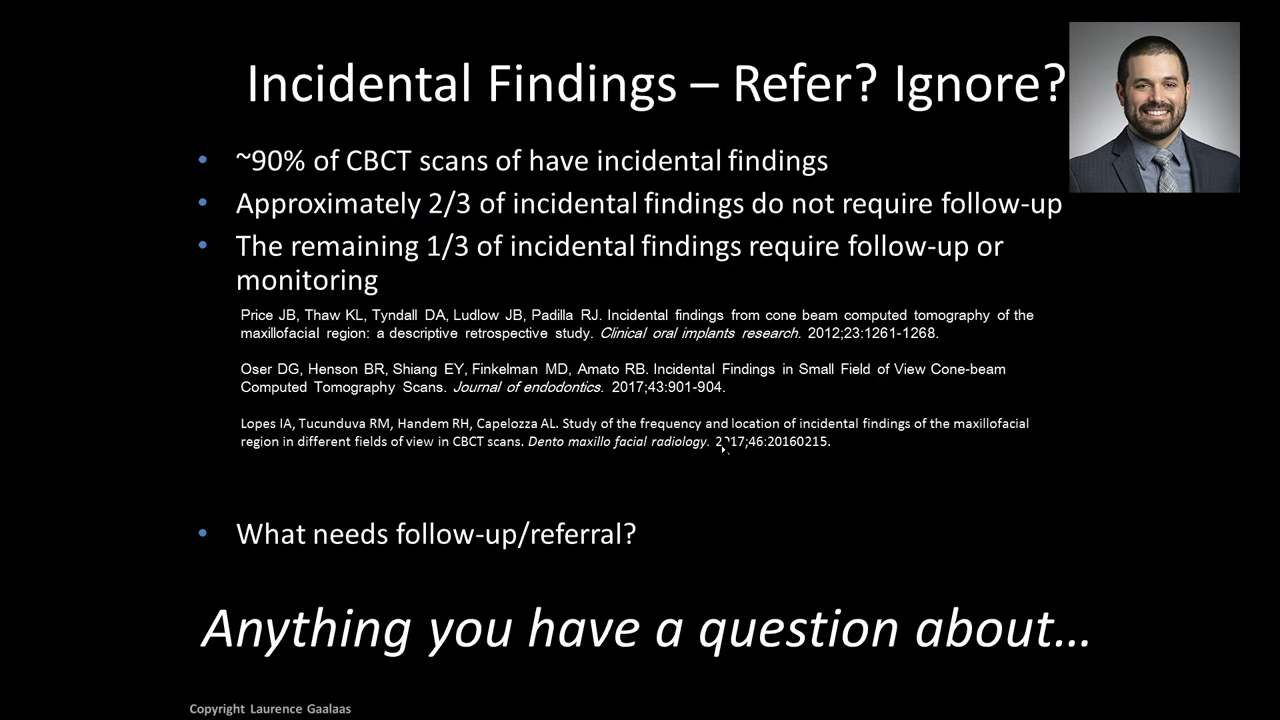 Incidental Findings – Refer? Ignore?
• ~90% of CBCT scans of have incidental findings
• Approximately 2/3 of incidental findings do not require follow-up
• The remaining 1/3 of incidental findings require follow-up or
monitoring
Price JB, Thaw KL, Tyndall DA, Ludlow JB, Padilla RJ. Incidental findings from cone beam computed tomography of the
maxillofacial region: a descriptive retrospective study. Clinical oral implants research. 2012;23:1261-1268.
Oser DG, Henson BR, Shiang EY, Finkelman MD, Amato RB. Incidental Findings in Small Field of View Cone-beam
Computed Tomography Scans. Journal of endodontics. 2017;43:901-904.
Lopes IA, Tucunduva RM, Handem RH, Capelozza AL. Study of the frequency and location of incidental findings of the maxillofacial
region in different fields of view in CBCT scans. Dento maxillo facial radiology. 2017;46:20160215.
• What needs follow-up/referral?
Anything you have a question about...
Copyright Laurence Gaalaas